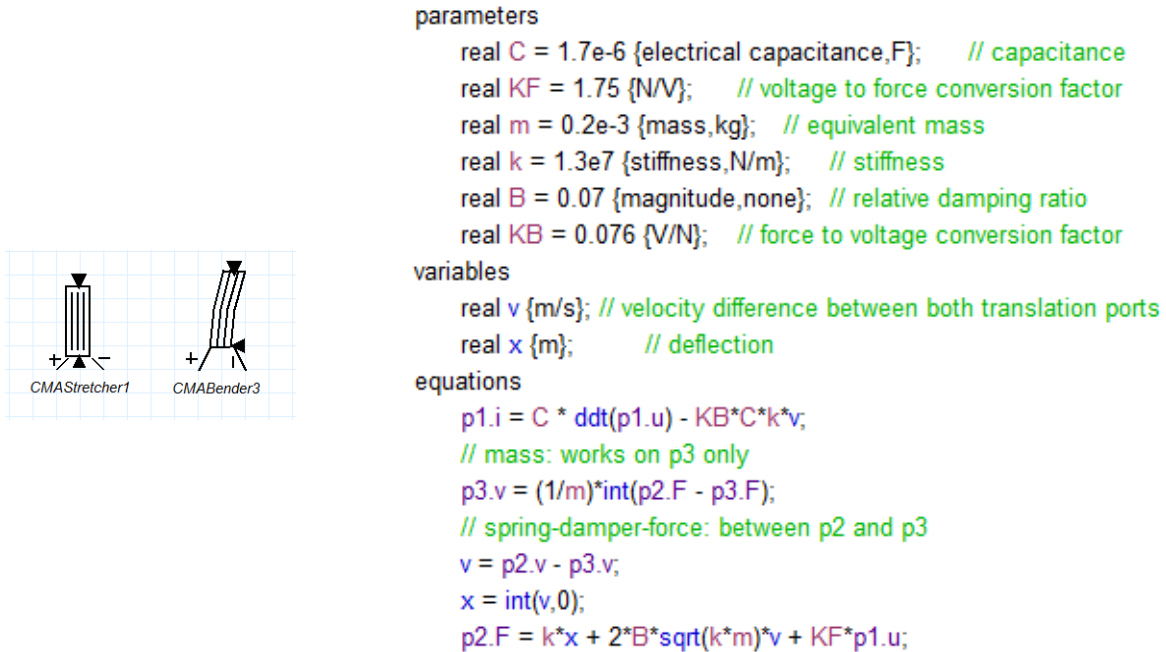 parameters
real C = 1.7e-6 {electrical capacitance,F}; // capacitance
real KF = 1.75 {N/V}; // voltage to force conversion factor
real m = 0.2e-3 {mass,kg}; // equivalent mass
real k = 1.3e7 {stiffness,N/m}; // stiffness
real B = 0.07 {magnitude,none}; // relative damping ratio
real KB = 0.076 {V/N}; // force to voltage conversion factor
variables
real v {m/s}; // velocity difference between both translation ports
real x {m}; // deflection
equations
p1.i = C * ddt(p1.u) - KB*C*k*v;
// mass: works on p3 only
p3.v = (1/m)*int(p2.F - p3.F);
// spring-damper-force: between p2 and p3
v = p2.v - p3.v;
x = int(v,0);
p2.F = k*x + 2*B*sqrt(k*m)*v + KF*p1.u;
+ − + −
CMAStretcher1 CMABender3